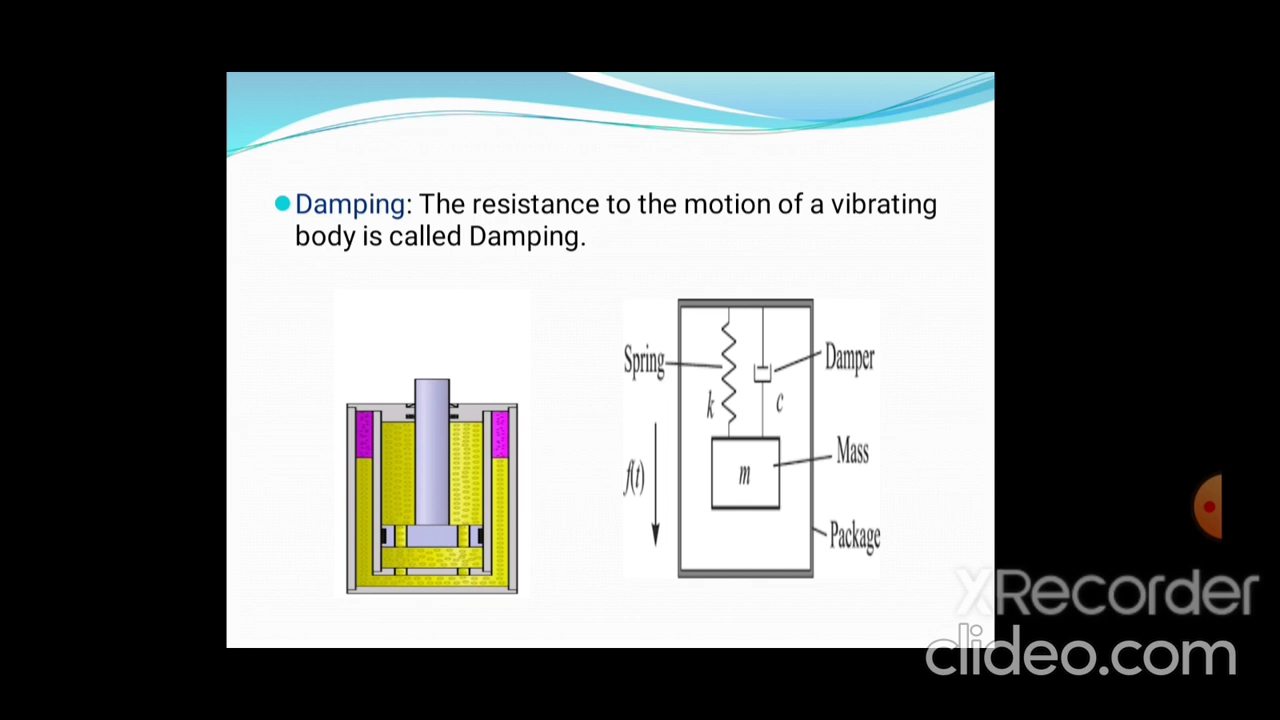 Damping: The resistance to the motion of a vibrating
body is called Damping.
Spring
Damper
k
c
Mass
f(t)
m
Package
XRecorder
clideo.com